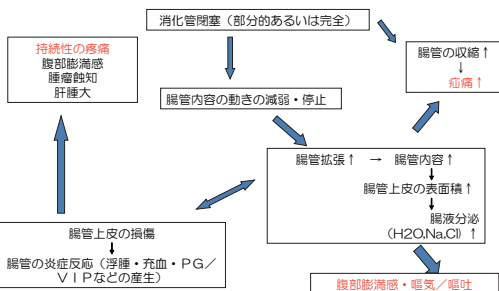 消化管閉塞（部分的あるいは完全）
持続性の疼痛
腹部膨満感
腫瘤蝕知
肝腫大
腸管の収縮↑
↓
疝痛↑
腸管内容の動きの減弱・停止
腸管拡張↑ → 腸管内容↑
↓
腸管上皮の表面積↑
↓
腸液分泌
(H2O,Na,Cl) ↑
腸管上皮の損傷
↓
腸管の炎症反応（浮腫・充血・PG／
ＶＩＰなどの産生）
腹部膨満感・嘔気／嘔吐